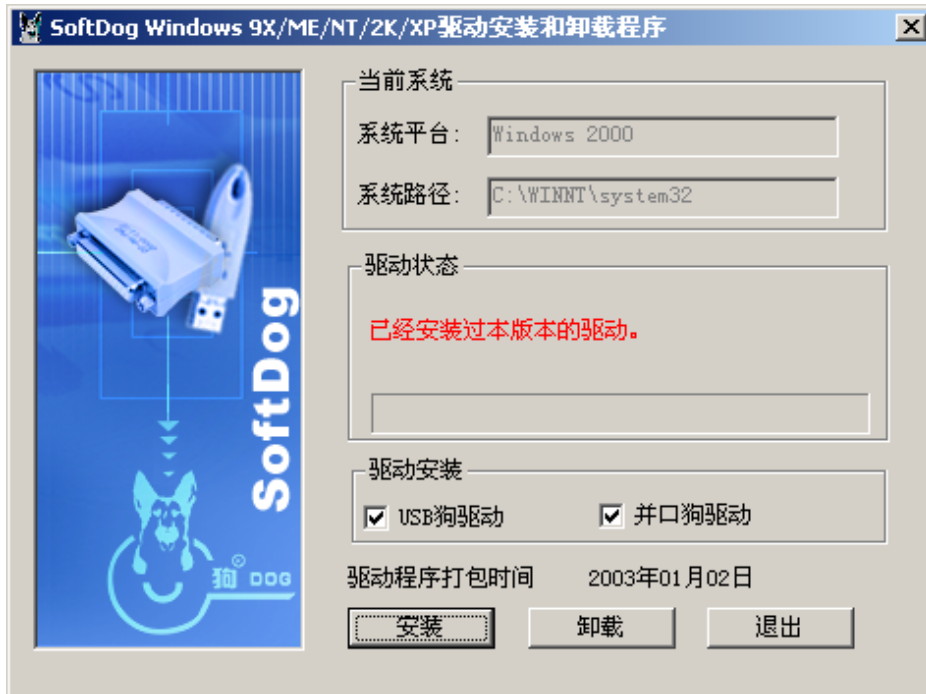 SoftDog Windows 9X/ME/NT/2K/XP驱动安装和卸载程序
当前系统
系统平台: Windows 2000
系统路径: C:\WINNT\system32
驱动状态
已经安装过本版本的驱动。
驱动安装
USB狗驱动 并口狗驱动
驱动程序打包时间 2003年01月02日
安装 卸载 退出
SoftDog
狗® DOG